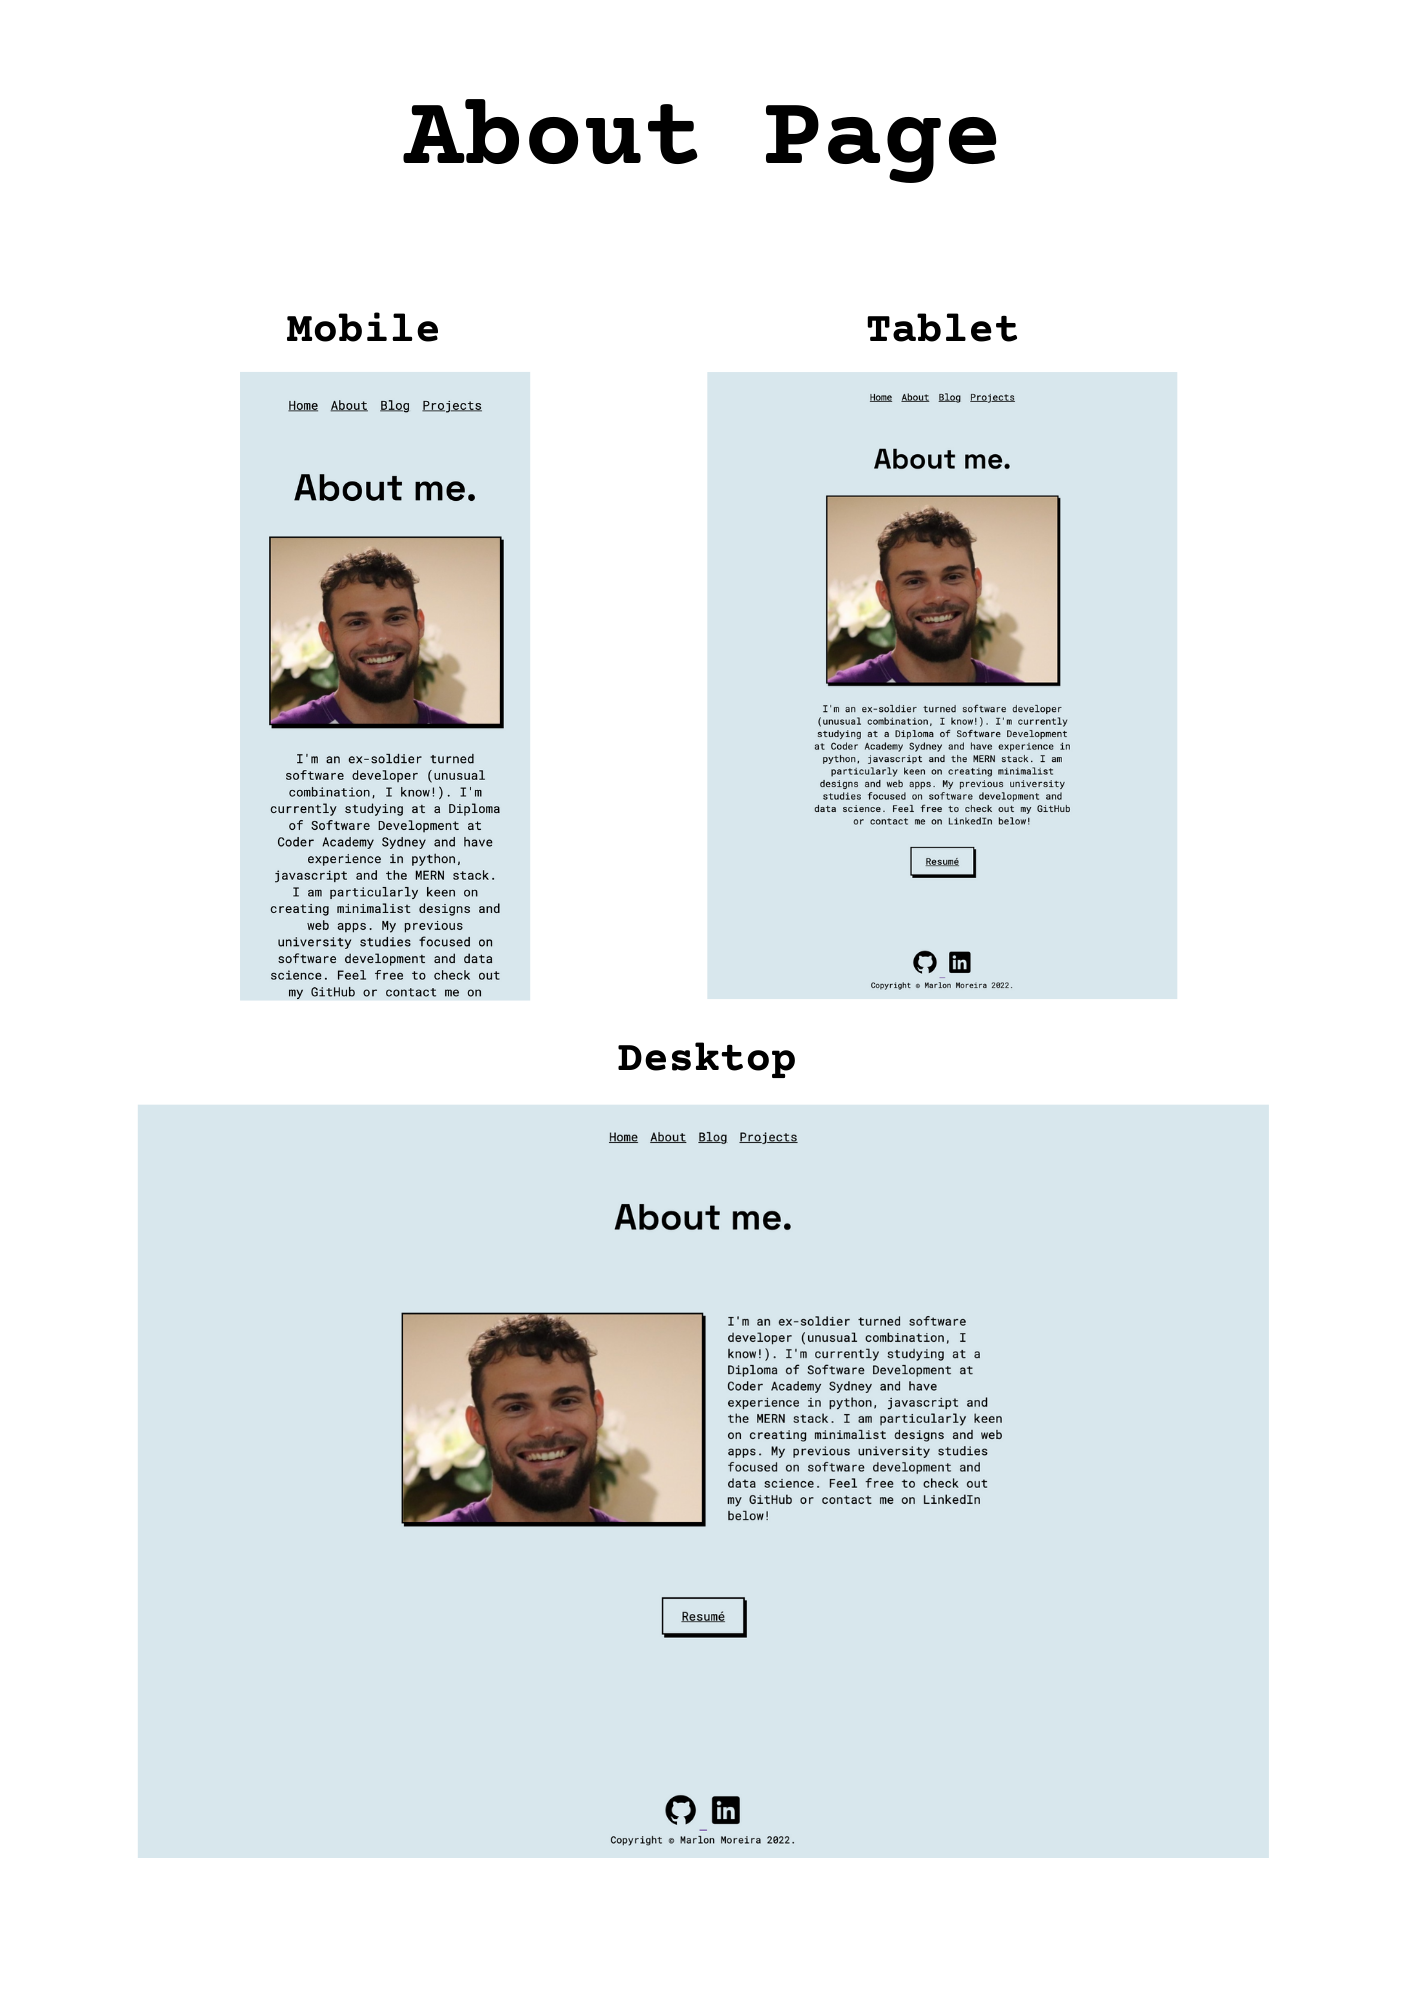 About Page
Mobile
Home About Blog Projects
About me.
I'm an ex-soldier turned
software developer (unusual
combination, I know!). I'm
currently studying at a Diploma
of Software Development at
Coder Academy Sydney and have
experience in python,
javascript and the MERN stack.
I am particularly keen on
creating minimalist designs and
web apps. My previous
university studies focused on
software development and data
science. Feel free to check out
my GitHub or contact me on
Tablet
Home About Blog Projects
About me.
I'm an ex-soldier turned software developer
(unusual combination, I know!). I'm currently
studying at a Diploma of Software Development
at Coder Academy Sydney and have experience in
python, javascript and the MERN stack. I am
particularly keen on creating minimalist
designs and web apps. My previous university
studies focused on software development and
data science. Feel free to check out my GitHub
or contact me on LinkedIn below!
Resumé
in
Copyright © Marlon Moreira 2022.
Desktop
Home About Blog Projects
About me.
I'm an ex-soldier turned software
developer (unusual combination, I
know!). I'm currently studying at a
Diploma of Software Development at
Coder Academy Sydney and have
experience in python, javascript and
the MERN stack. I am particularly keen
on creating minimalist designs and web
apps. My previous university studies
focused on software development and
data science. Feel free to check out
my GitHub or contact me on LinkedIn
below!
Resumé
in
Copyright © Marlon Moreira 2022.